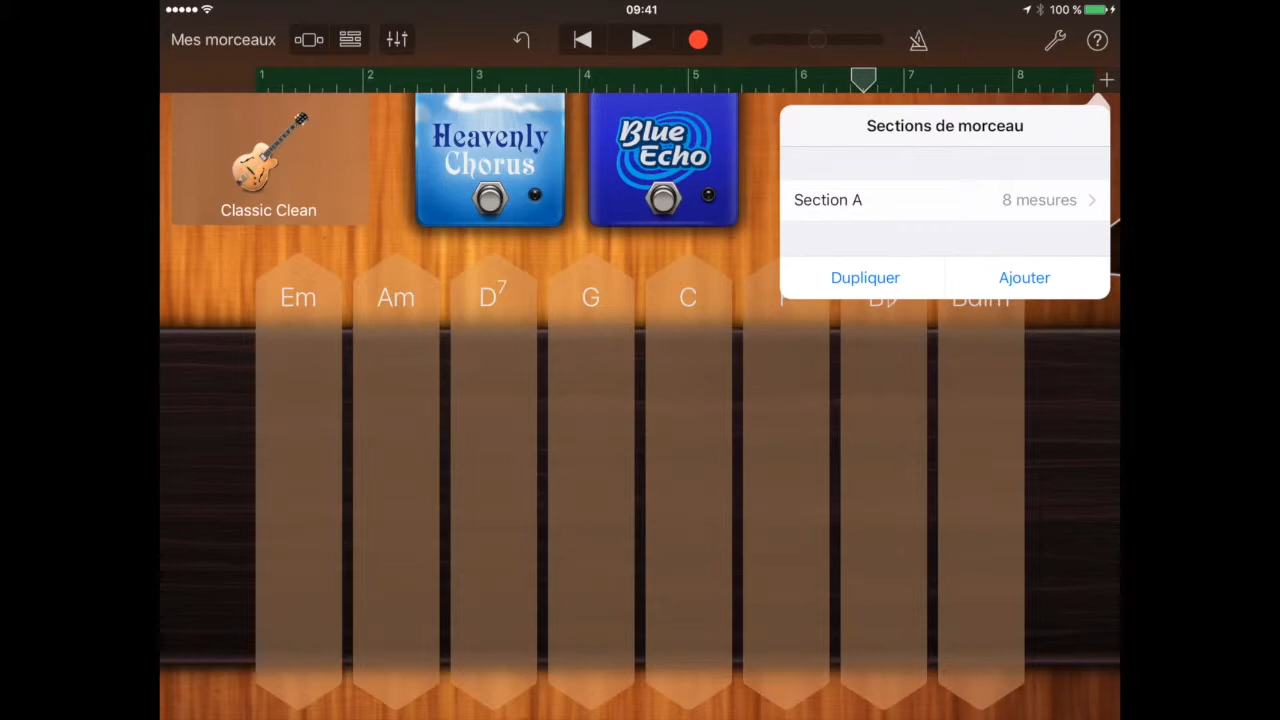 09:41
100 %
Mes morceaux
1 2 3 4 5 6 7 8
Heavenly
Chorus
Blue
Echo
Classic Clean
Sections de morceau
Section A
8 mesures
Dupliquer
Ajouter
Em
Am
D7
G
C